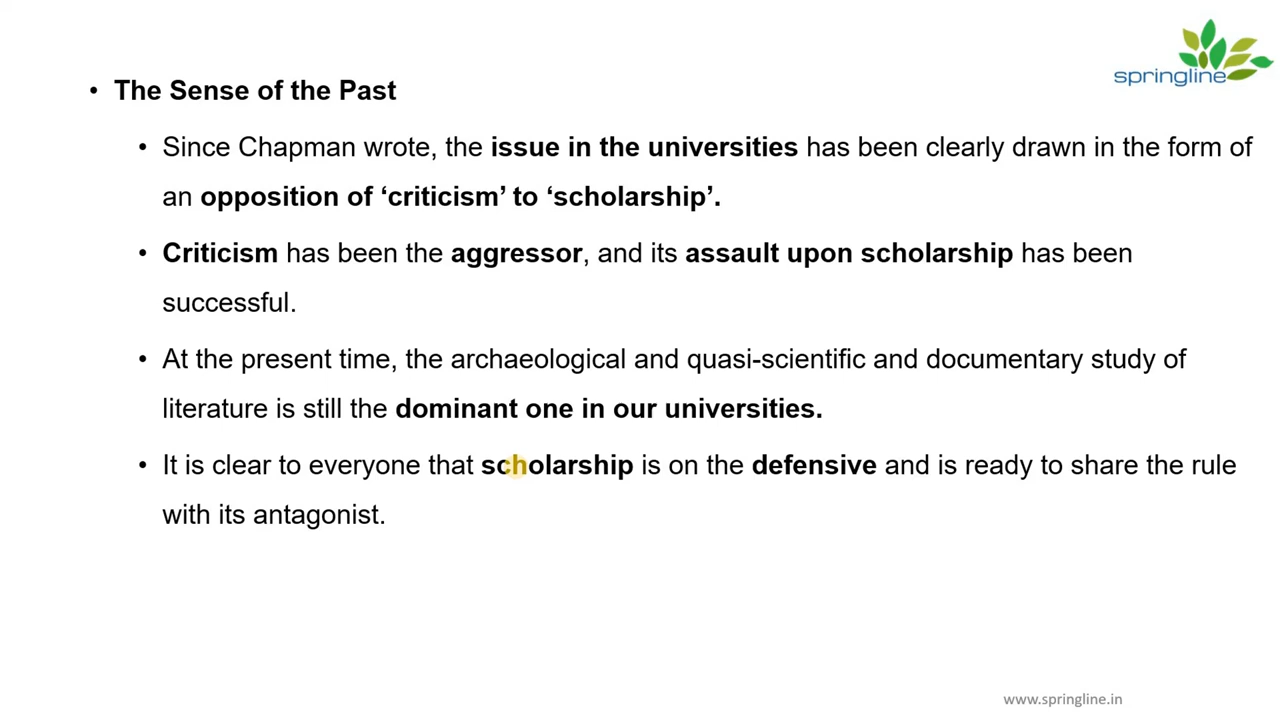 springline
• The Sense of the Past
• Since Chapman wrote, the issue in the universities has been clearly drawn in the form of
an opposition of ‘criticism’ to ‘scholarship’.
• Criticism has been the aggressor, and its assault upon scholarship has been
successful.
• At the present time, the archaeological and quasi-scientific and documentary study of
literature is still the dominant one in our universities.
• It is clear to everyone that scholarship is on the defensive and is ready to share the rule
with its antagonist.
www.springline.in